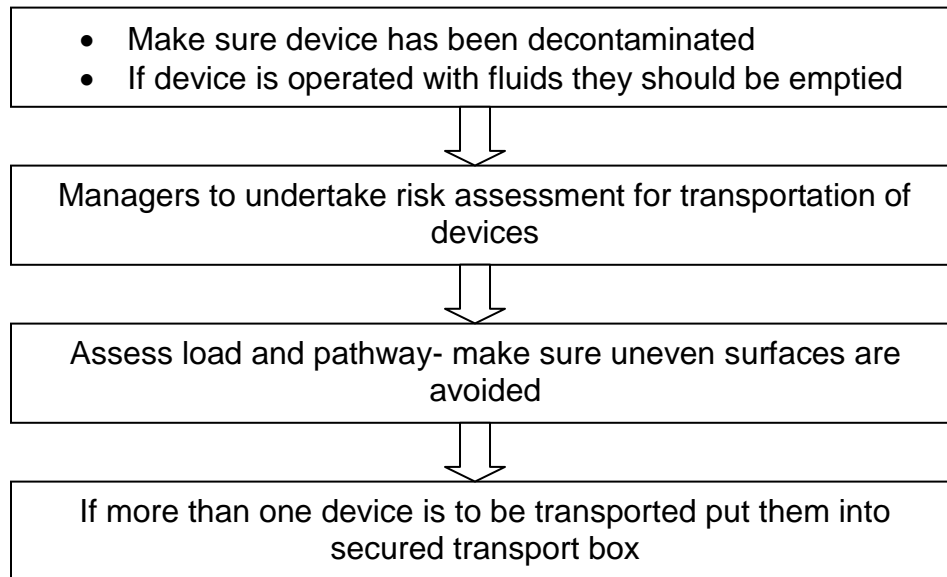 • Make sure device has been decontaminated
• If device is operated with fluids they should be emptied
Managers to undertake risk assessment for transportation of
devices
Assess load and pathway- make sure uneven surfaces are
avoided
If more than one device is to be transported put them into
secured transport box